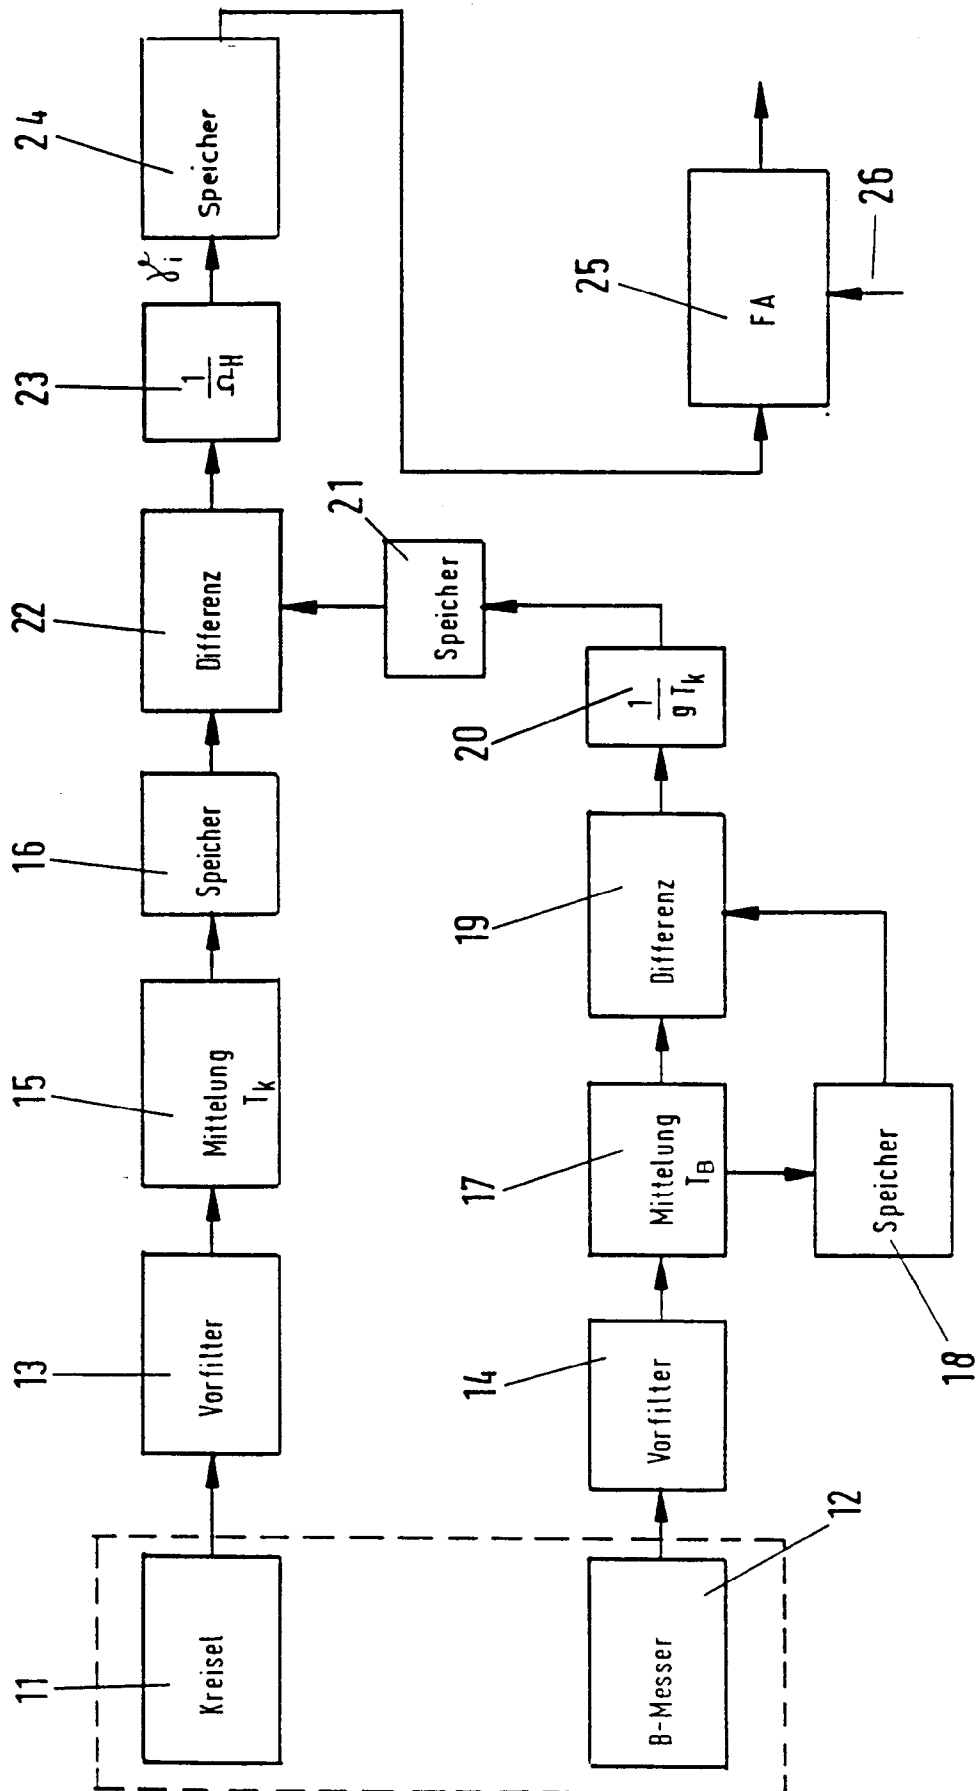 11
Kreisel
13
Vorfilter
15
Mittelung
Tk
16
Speicher
22
Differenz
23
1
ΩH
γi
24
Speicher
12
B-Messer
14
Vorfilter
17
Mittelung
TB
18
Speicher
19
Differenz
20
1
g Tk
21
Speicher
25
FA
26